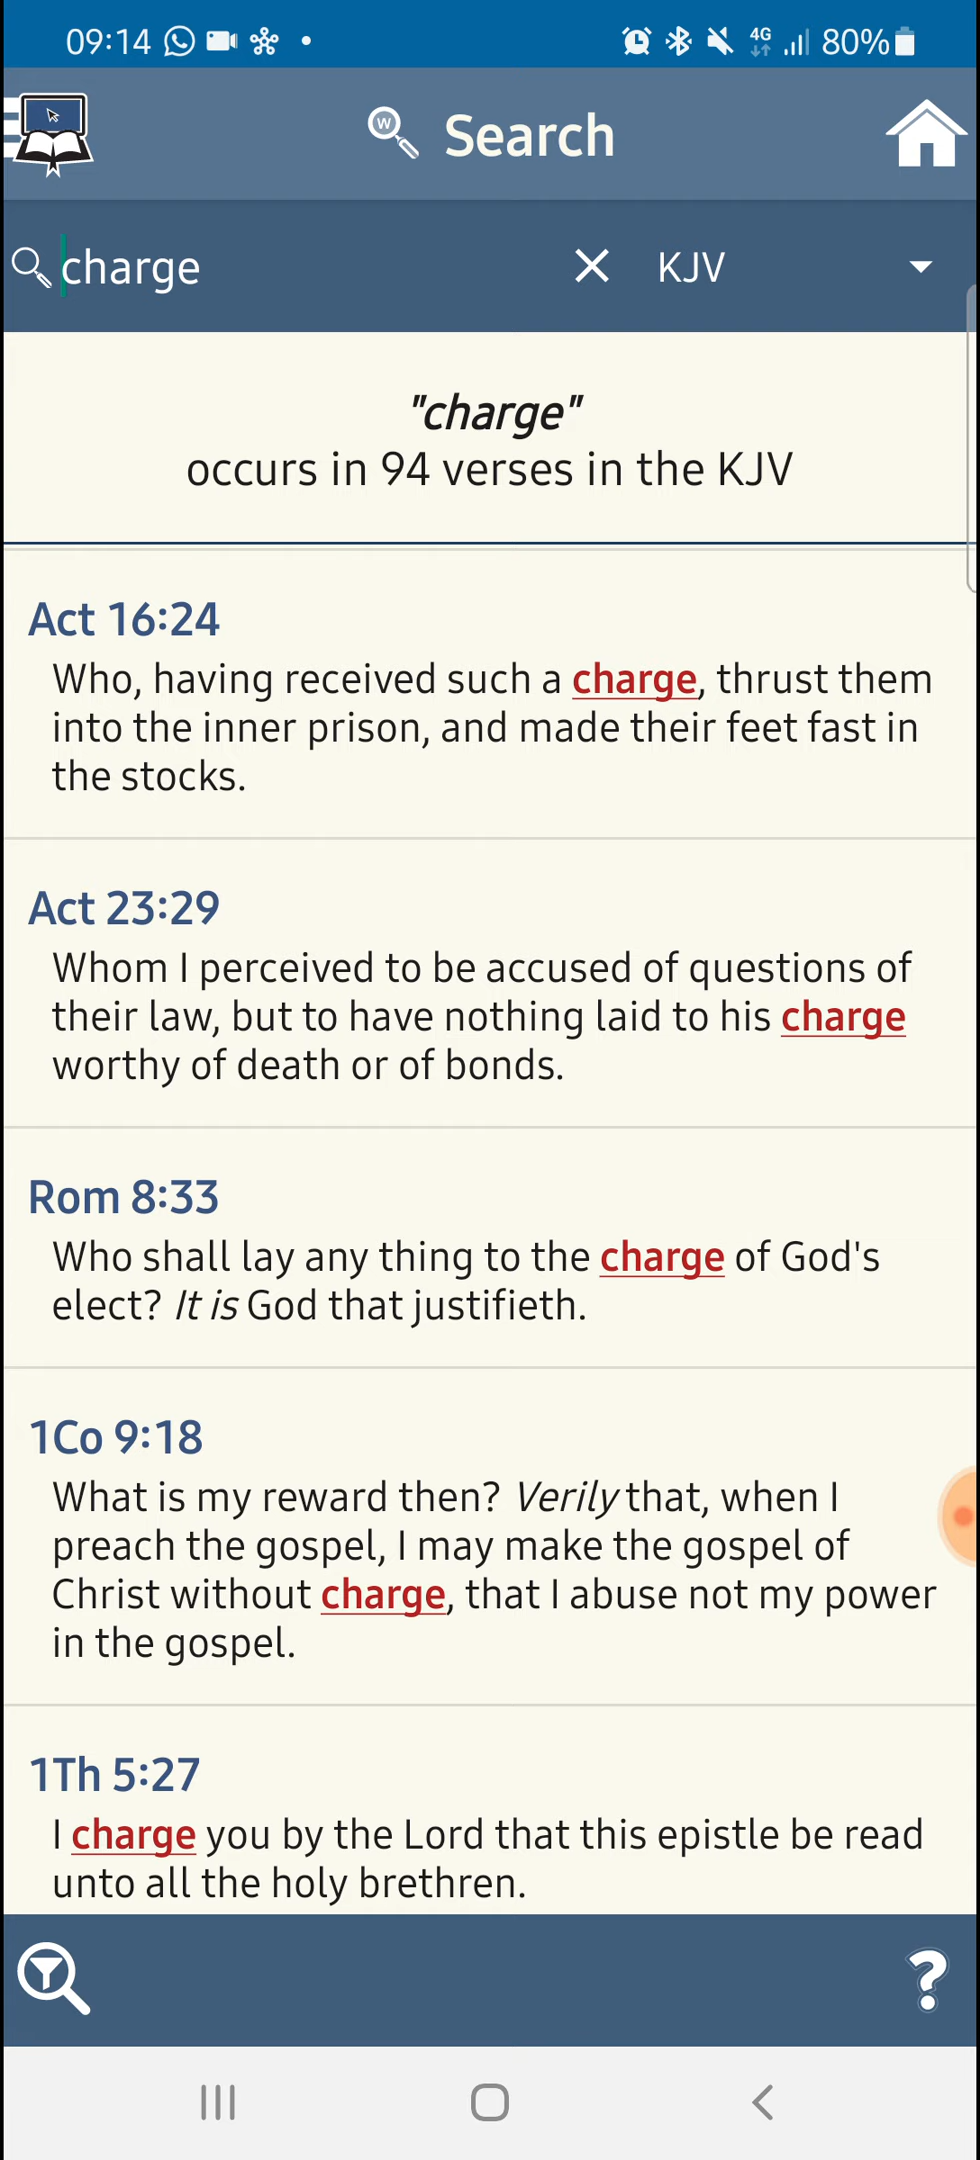 09:14 4G 80%
W Search
charge KJV
"charge"
occurs in 94 verses in the KJV
Act 16:24
Who, having received such a charge, thrust them
into the inner prison, and made their feet fast in
the stocks.
Act 23:29
Whom I perceived to be accused of questions of
their law, but to have nothing laid to his charge
worthy of death or of bonds.
Rom 8:33
Who shall lay any thing to the charge of God's
elect? It is God that justifieth.
1Co 9:18
What is my reward then? Verily that, when I
preach the gospel, I may make the gospel of
Christ without charge, that I abuse not my power
in the gospel.
1Th 5:27
I charge you by the Lord that this epistle be read
unto all the holy brethren.